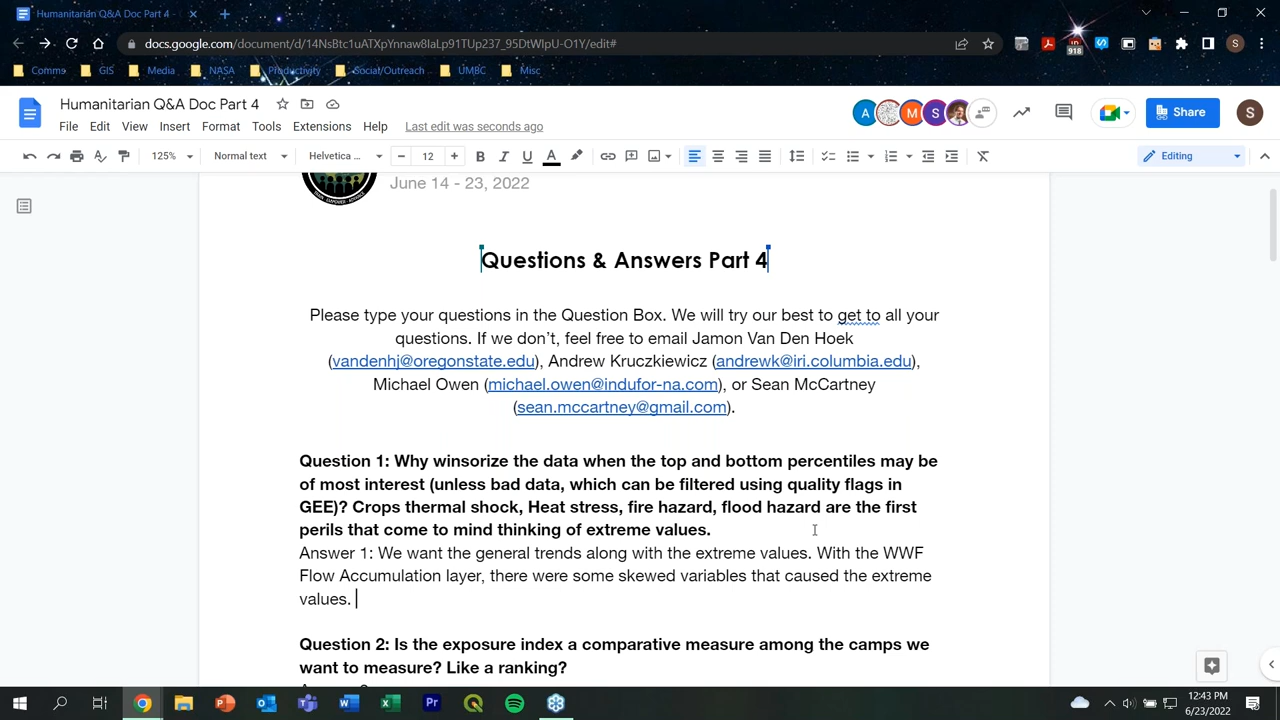 Humanitarian Q&A Doc Part 4 -
docs.google.com/document/d/14NsBtc1uATXpYnnaw8IaLp91TUp237_95DtWIpU-O1Y/edit#
918
S
Comms
GIS
Media
NASA
Productivity
Social/Outreach
UMBC
Misc
Humanitarian Q&A Doc Part 4
File Edit View Insert Format Tools Extensions Help Last edit was seconds ago
A M S
Share
S
125% Normal text Helvetica ... 12 B I U A
Editing
June 14 - 23, 2022
Questions & Answers Part 4
Please type your questions in the Question Box. We will try our best to get to all your
questions. If we don't, feel free to email Jamon Van Den Hoek
(vandenhj@oregonstate.edu), Andrew Kruczkiewicz (andrewk@iri.columbia.edu),
Michael Owen (michael.owen@indufor-na.com), or Sean McCartney
(sean.mccartney@gmail.com).
Question 1: Why winsorize the data when the top and bottom percentiles may be
of most interest (unless bad data, which can be filtered using quality flags in
GEE)? Crops thermal shock, Heat stress, fire hazard, flood hazard are the first
perils that come to mind thinking of extreme values.
Answer 1: We want the general trends along with the extreme values. With the WWF
Flow Accumulation layer, there were some skewed variables that caused the extreme
values.
Question 2: Is the exposure index a comparative measure among the camps we
want to measure? Like a ranking?
12:43 PM
6/23/2022